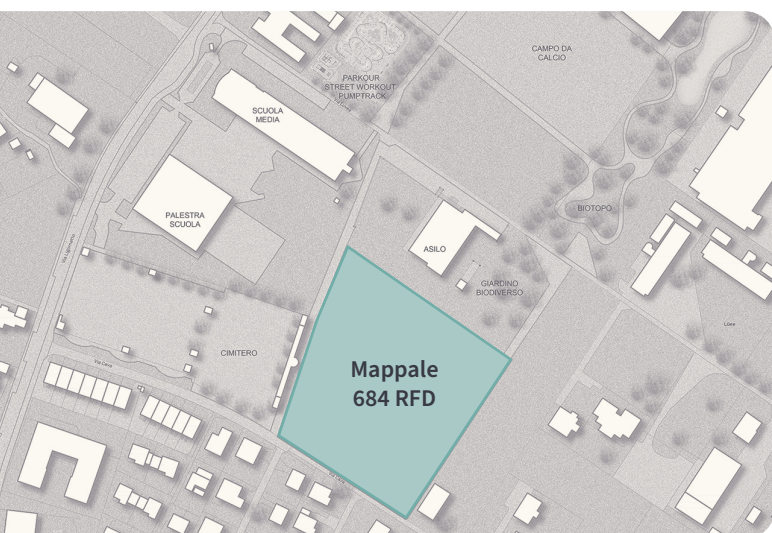 CAMPO DA
CALCIO
PARKOUR
STREET WORKOUT
PUMPTRACK
SCUOLA
MEDIA
BIOTOPO
PALESTRA
SCUOLA
ASILO
GIARDINO
BIODIVERSO
CIMITERO
Mappale
684 RFD